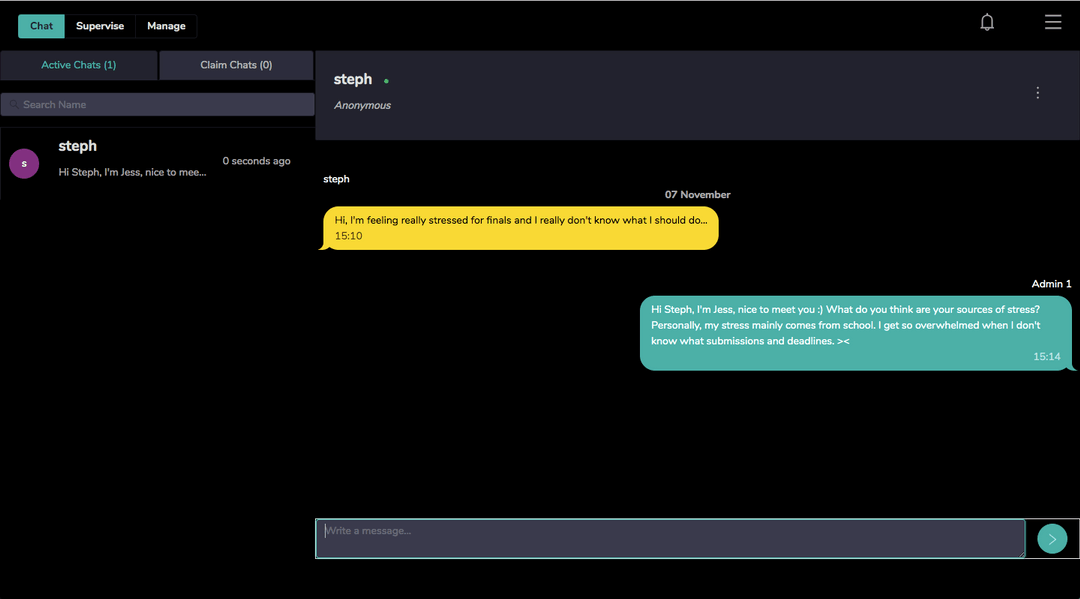 Chat Supervise Manage
Active Chats (1) Claim Chats (0)
Search Name
s
steph
0 seconds ago
Hi Steph, I'm Jess, nice to mee...
steph
Anonymous
steph
07 November
Hi, I'm feeling really stressed for finals and I really don't know what I should do...
15:10
Admin 1
Hi Steph, I'm Jess, nice to meet you :) What do you think are your sources of stress?
Personally, my stress mainly comes from school. I get so overwhelmed when I don't
know what submissions and deadlines. ><
15:14
Write a message...